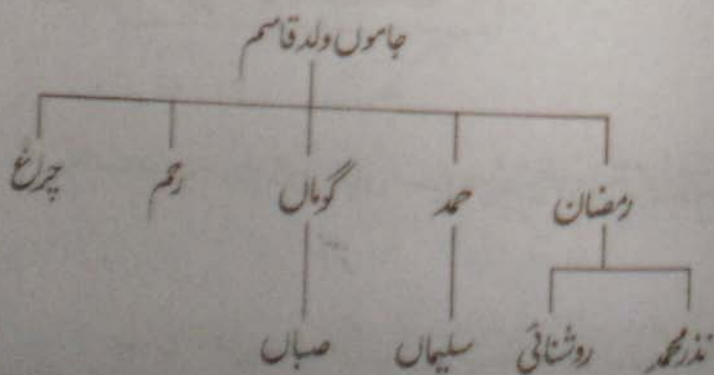 جاموں ولد قاسم
رمضان حمد گوماں رحم چراغ
نذر محمد روشنائی سلیماں صباں